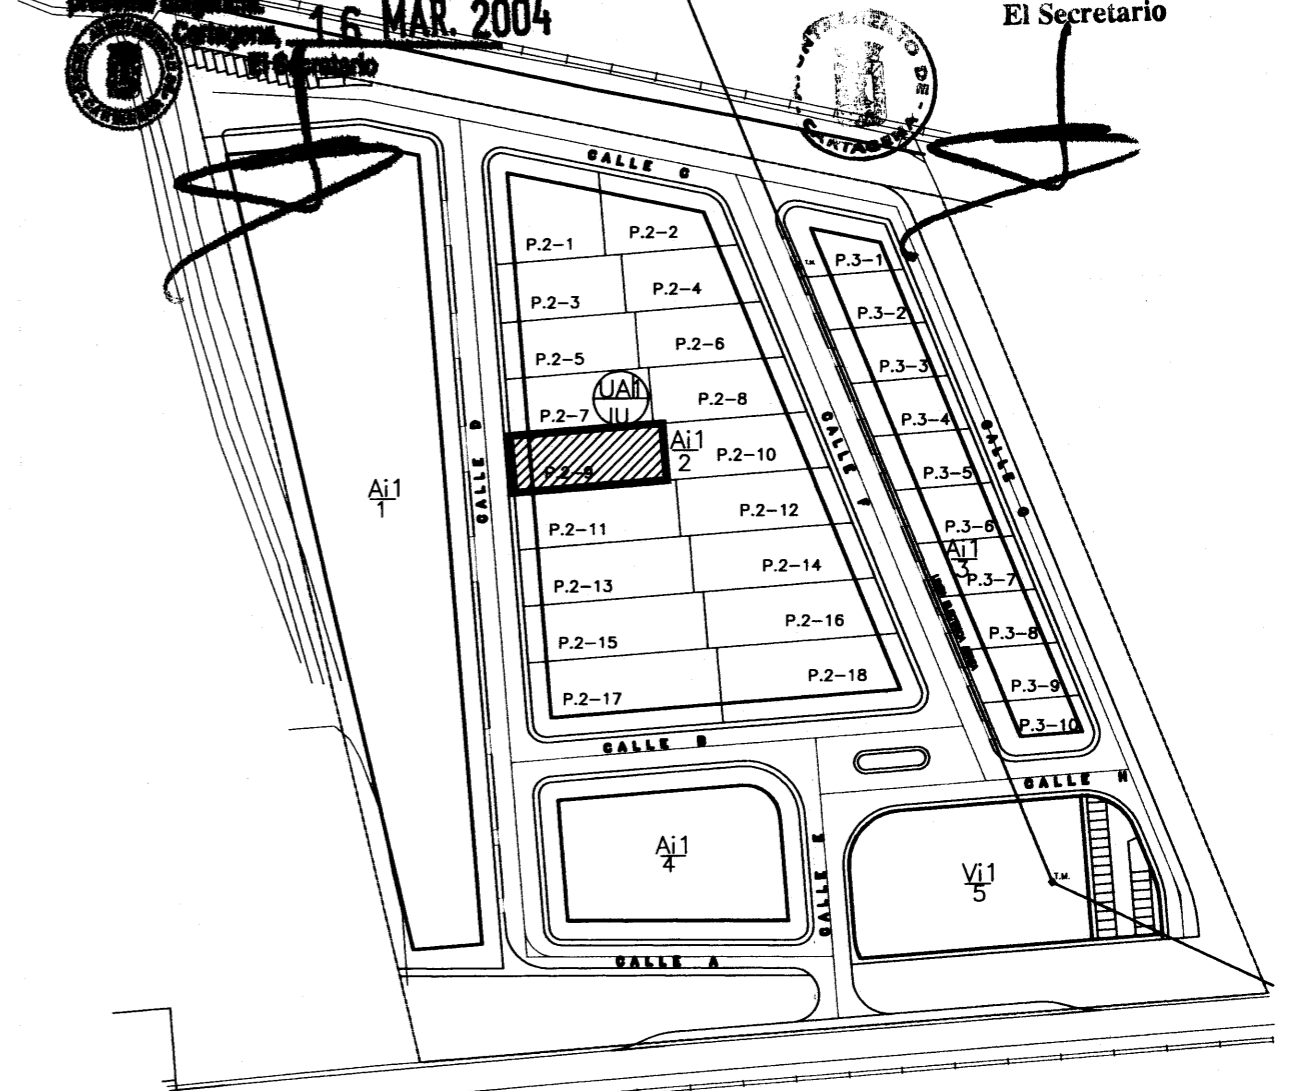 Cartagena, 16 MAR. 2004
El Secretario
El Secretario
AYUNTAMIENTO DE - CARTAGENA -
CALLE C
P.2-1
P.2-2
P.2-3
P.2-4
P.2-5
P.2-6
P.2-7
P.2-8
P.2-9
P.2-10
P.2-11
P.2-12
P.2-13
P.2-14
P.2-15
P.2-16
P.2-17
P.2-18
UA1
IU
Ai1
2
CALLE D
Ai1
1
T.M.
P.3-1
P.3-2
P.3-3
P.3-4
P.3-5
P.3-6
Ai1
3
P.3-7
P.3-8
P.3-9
P.3-10
CALLE F
CALLE G
CALLE B
CALLE H
Ai1
4
CALLE E
Vi1
5
T.M.
CALLE A